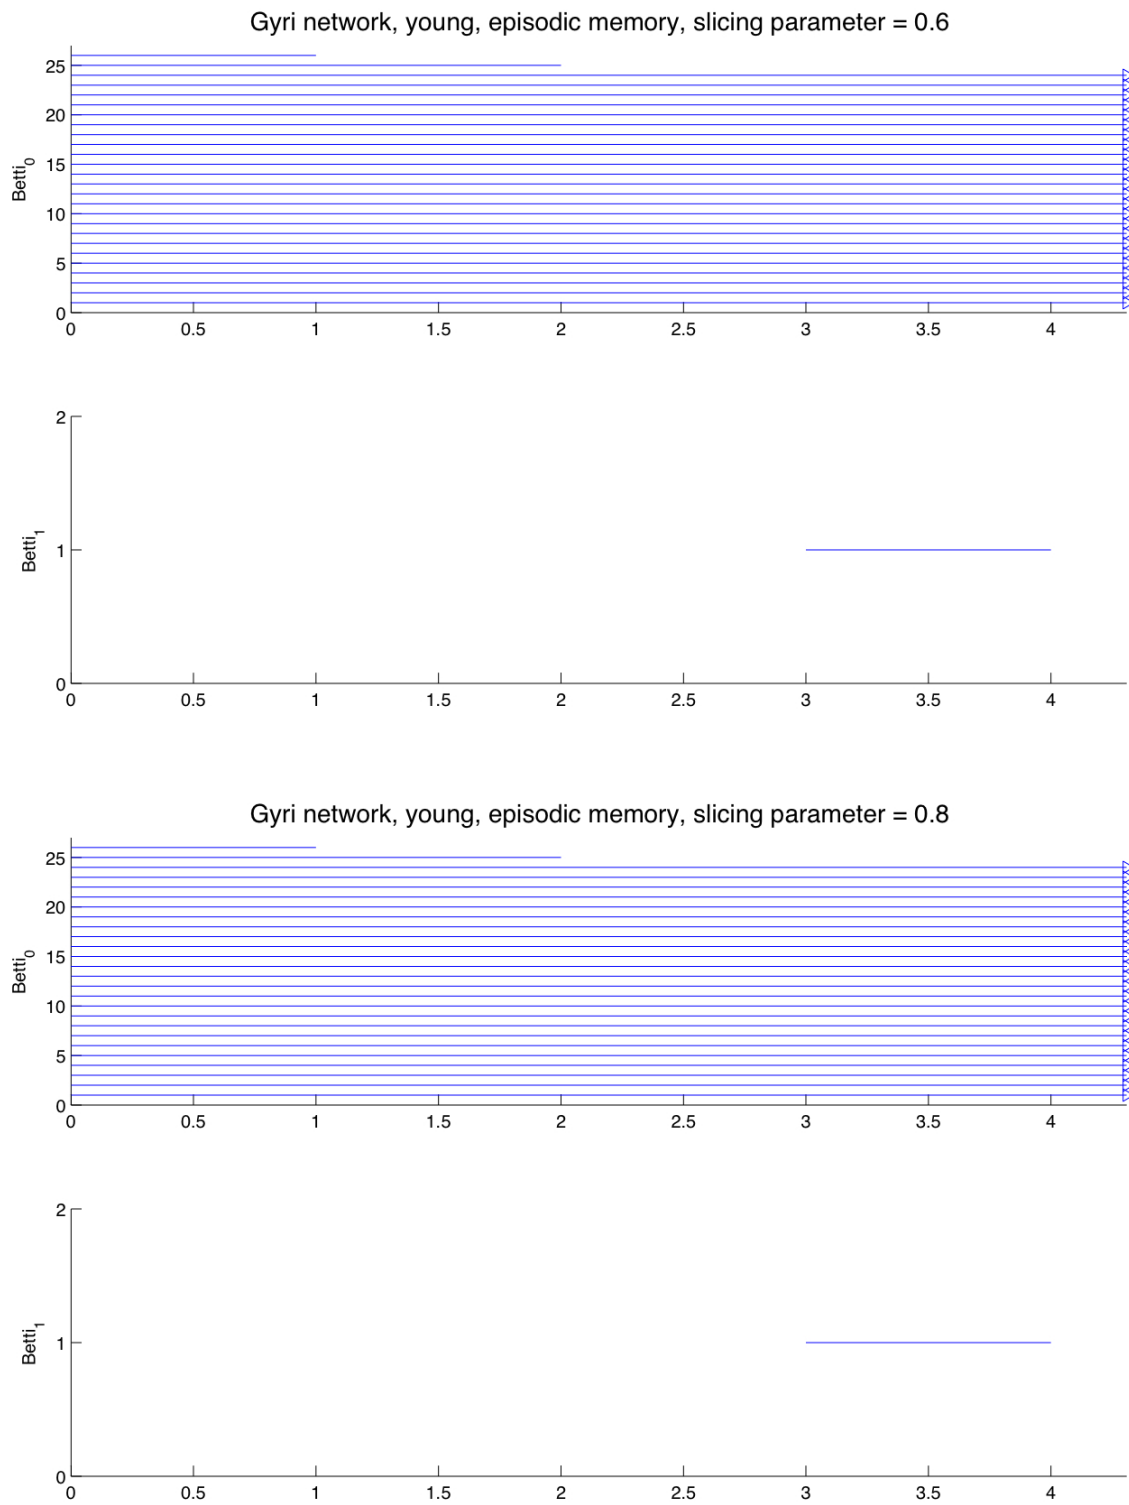 Gyri network, young, episodic memory, slicing parameter = 0.6
25
20
15
10
5
0
Betti0
0 0.5 1 1.5 2 2.5 3 3.5 4
2
1
0
Betti1
0 0.5 1 1.5 2 2.5 3 3.5 4
Gyri network, young, episodic memory, slicing parameter = 0.8
25
20
15
10
5
0
Betti0
0 0.5 1 1.5 2 2.5 3 3.5 4
2
1
0
Betti1
0 0.5 1 1.5 2 2.5 3 3.5 4